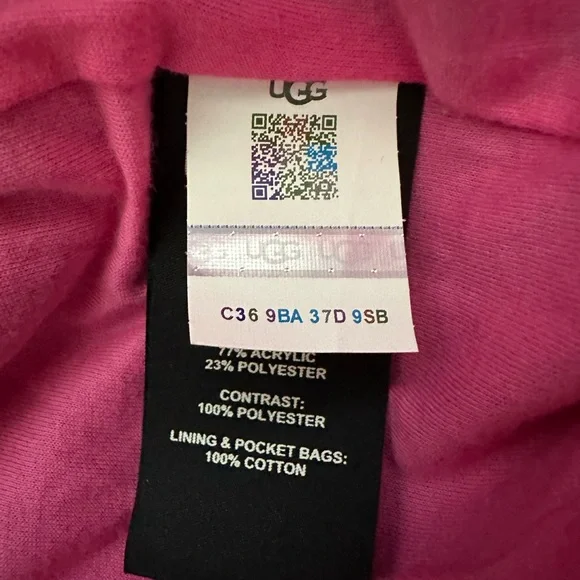 UGG
UGG
C36 9BA 37D 9SB
77% ACRYLIC
23% POLYESTER
CONTRAST:
100% POLYESTER
LINING & POCKET BAGS:
100% COTTON